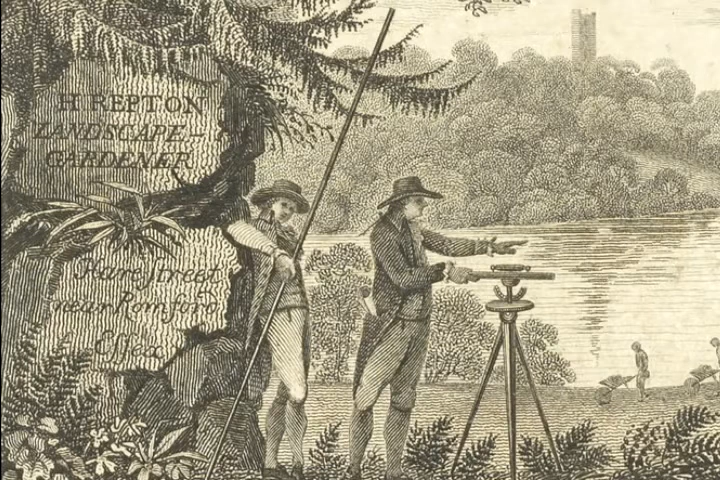 H REPTON
LANDSCAPE-
GARDENER
Hare Street
near Romford
Essex